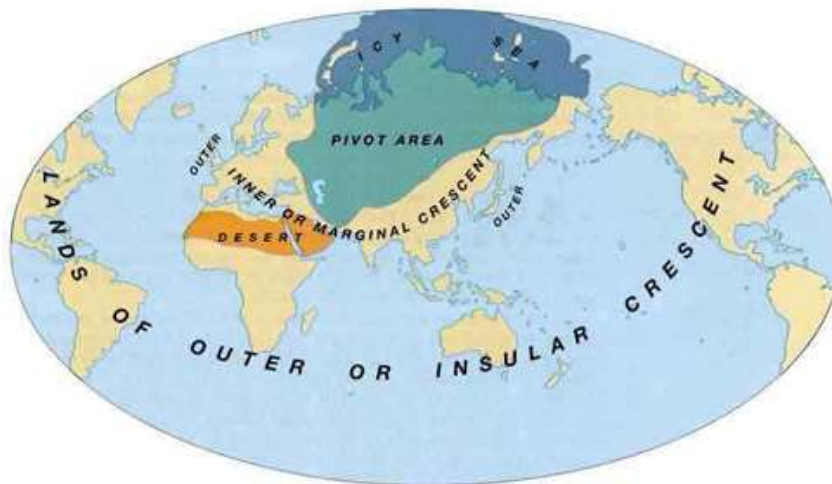 ICY SEA
PIVOT AREA
OUTER
INNER OR MARGINAL CRESCENT
OUTER
DESERT
LANDS OF OUTER OR INSULAR CRESCENT